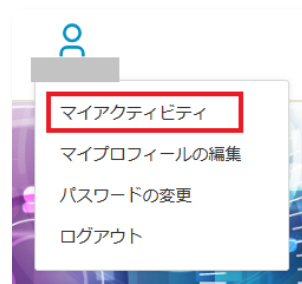 マイアクティビティ
マイプロフィールの編集
パスワードの変更
ログアウト